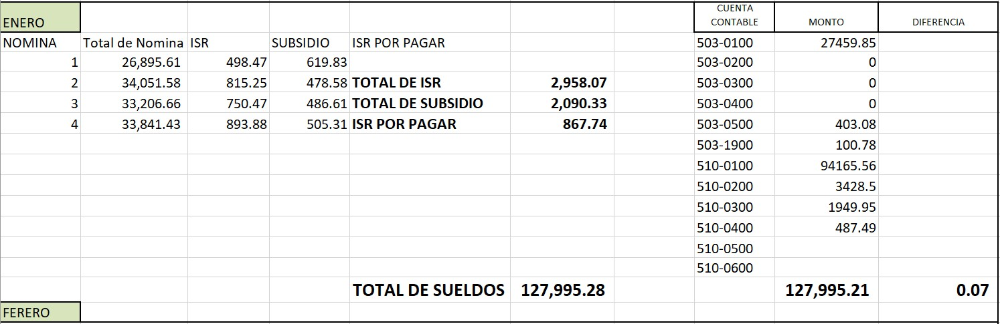 ENERO CUENTA CONTABLE MONTO DIFERENCIA
NOMINA Total de Nomina ISR SUBSIDIO ISR POR PAGAR 503-0100 27459.85
1 26,895.61 498.47 619.83 503-0200 0
2 34,051.58 815.25 478.58 TOTAL DE ISR 2,958.07 503-0300 0
3 33,206.66 750.47 486.61 TOTAL DE SUBSIDIO 2,090.33 503-0400 0
4 33,841.43 893.88 505.31 ISR POR PAGAR 867.74 503-0500 403.08
503-1900 100.78
510-0100 94165.56
510-0200 3428.5
510-0300 1949.95
510-0400 487.49
510-0500
510-0600
TOTAL DE SUELDOS 127,995.28 127,995.21 0.07
FERERO